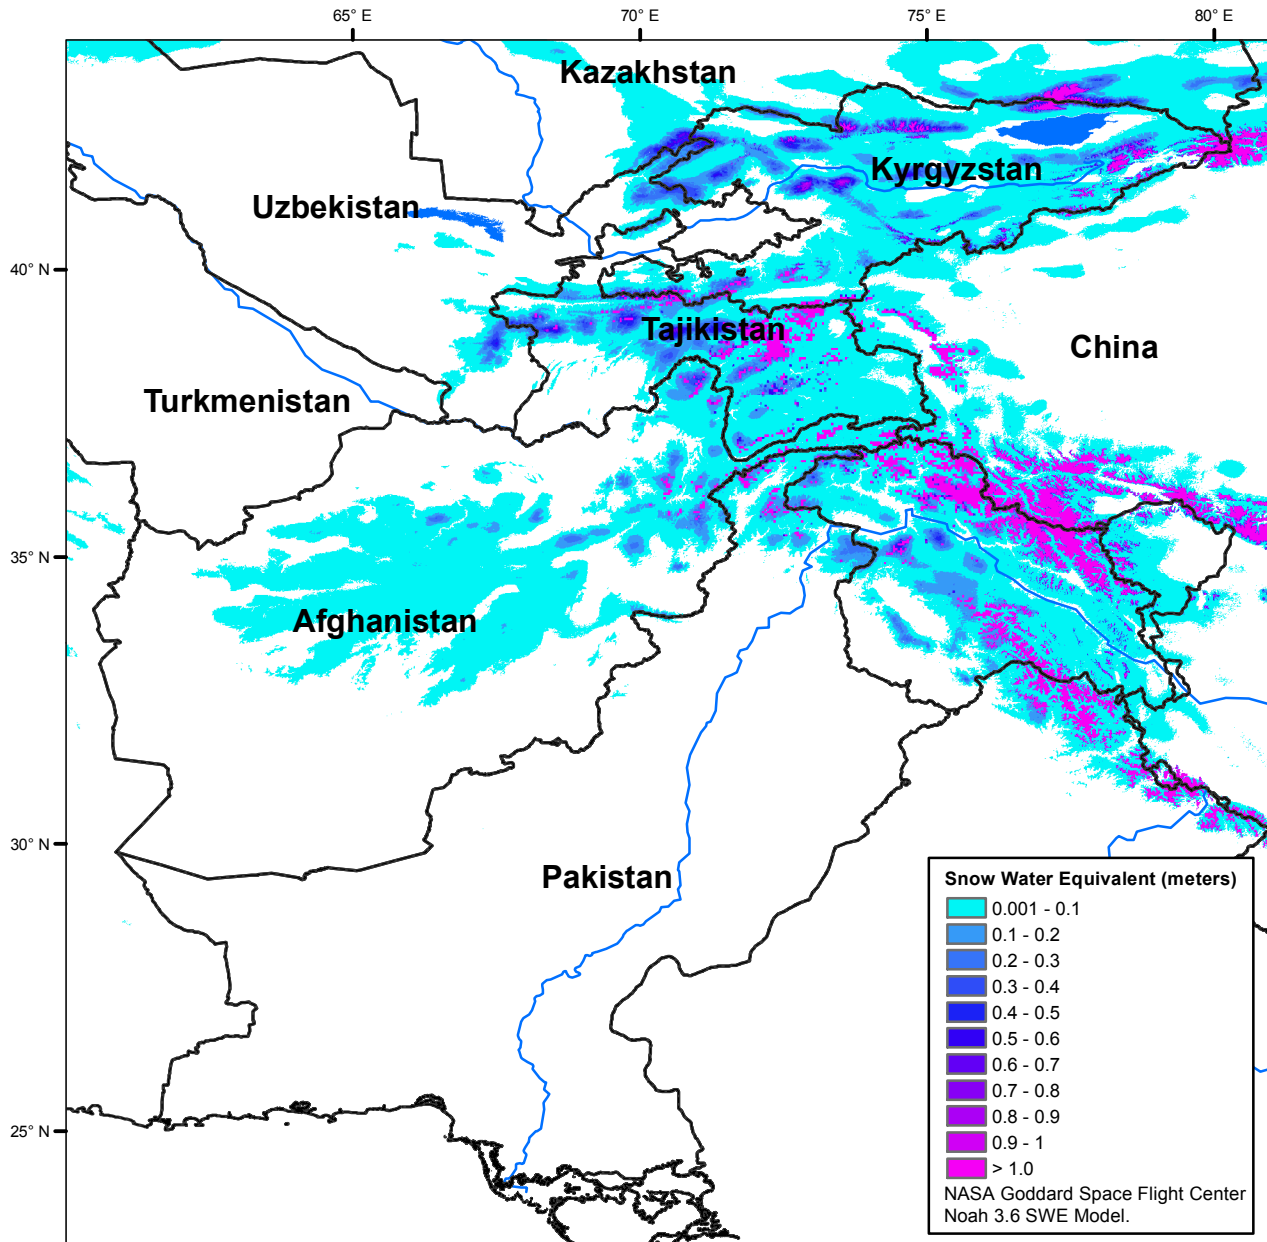 65° E
70° E
75° E
80° E
Kazakhstan
Kyrgyzstan
Uzbekistan
40° N
Tajikistan
China
Turkmenistan
35° N
Afghanistan
30° N
Pakistan
Snow Water Equivalent (meters)
0.001 - 0.1
0.1 - 0.2
0.2 - 0.3
0.3 - 0.4
0.4 - 0.5
0.5 - 0.6
0.6 - 0.7
0.7 - 0.8
0.8 - 0.9
0.9 - 1
> 1.0
NASA Goddard Space Flight Center
Noah 3.6 SWE Model.
25° N